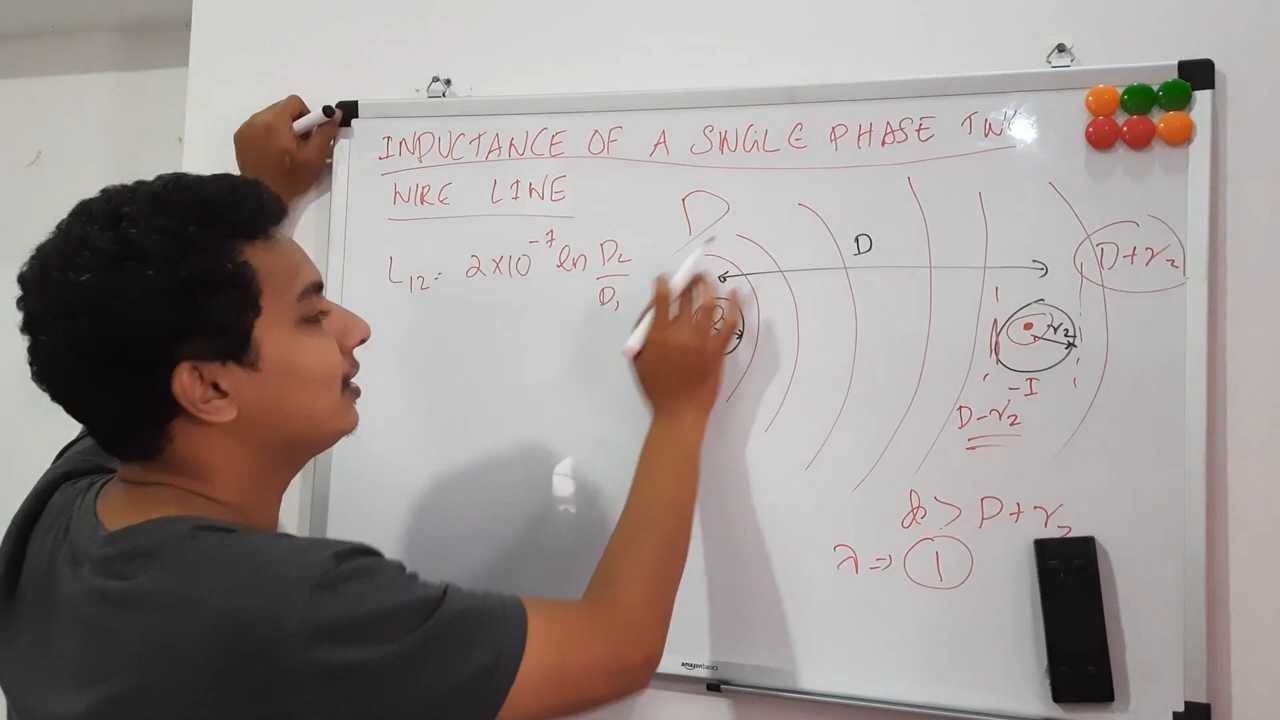 INDUCTANCE OF A SINGLE PHASE TW
WIRE LINE
L12= 2×10^-7 ln D2/D1
D
D
D+r2
r2
-I
D-r2
x > D+r2
λ ⇒ 1
amazonbasics